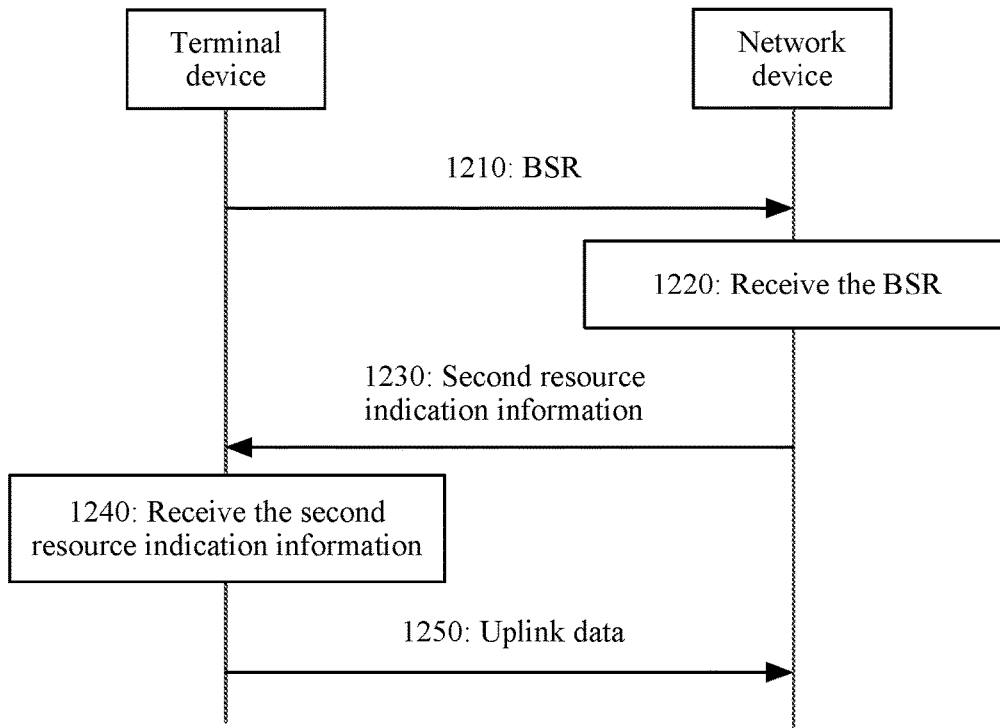 Terminal
device
Network
device
1210: BSR
1220: Receive the BSR
1230: Second resource
indication information
1240: Receive the second
resource indication information
1250: Uplink data